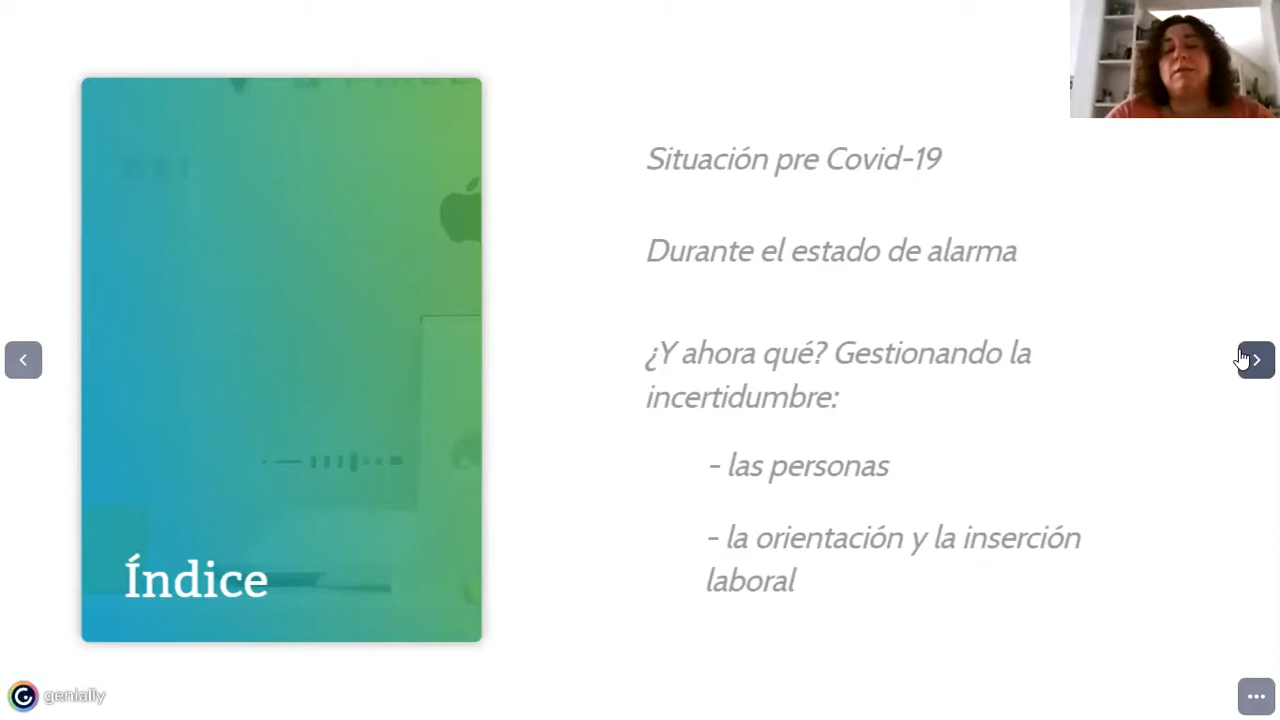 Situación pre Covid-19
Durante el estado de alarma
¿Y ahora qué? Gestionando la
incertidumbre:
- las personas
- la orientación y la inserción
laboral
Índice
genially